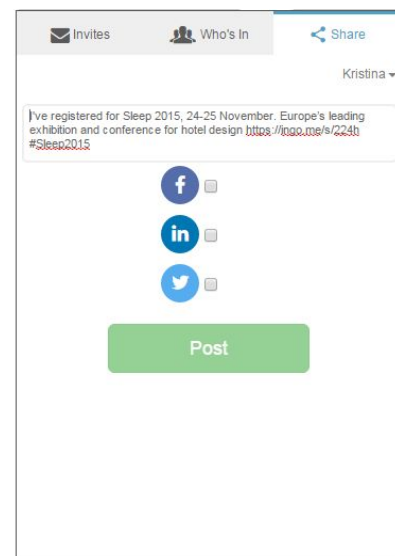 Invites
Who's In
Share
Kristina
I've registered for Sleep 2015, 24-25 November. Europe's leading
exhibition and conference for hotel design https://ingo.me/s/224h
#Sleep2015
f
in
Post